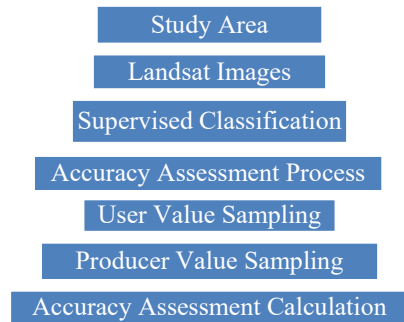 Study Area
Landsat Images
Supervised Classification
Accuracy Assessment Process
User Value Sampling
Producer Value Sampling
Accuracy Assessment Calculation